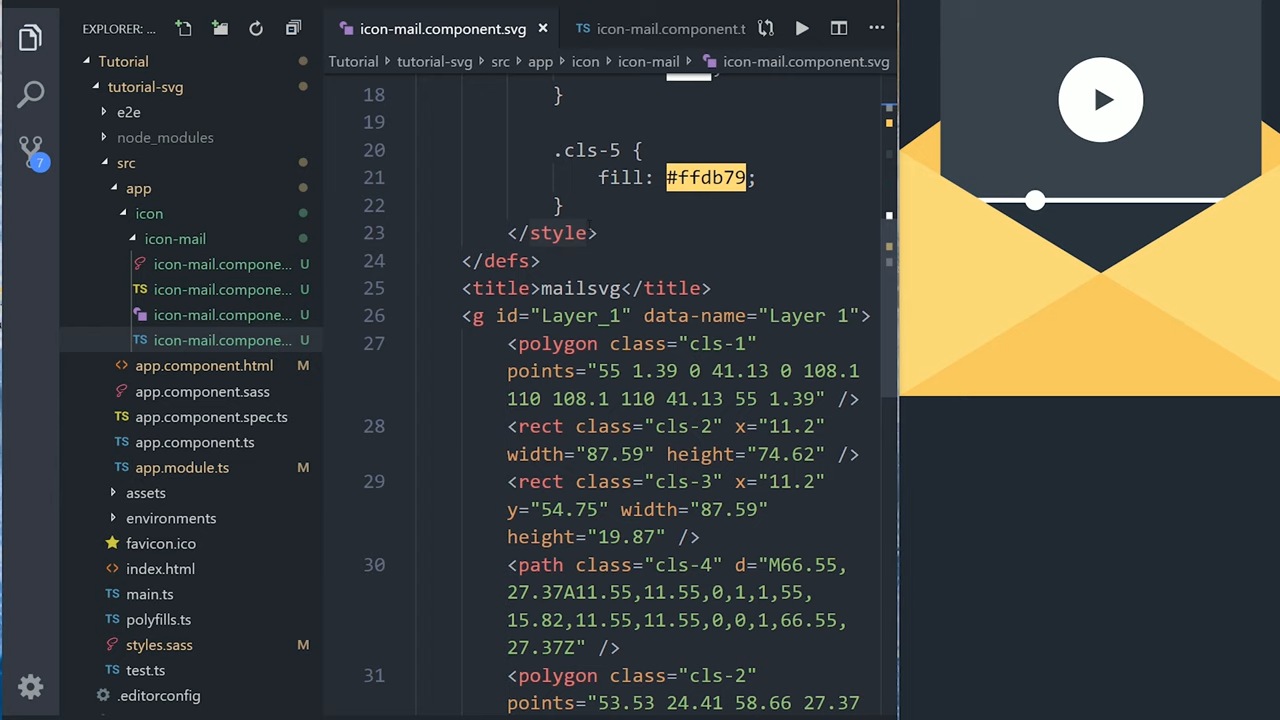 EXPLORER: ...
Tutorial
tutorial-svg
e2e
node_modules
src
app
icon
icon-mail
icon-mail.compone... U
TS icon-mail.compone... U
icon-mail.compone... U
TS icon-mail.compone... U
<> app.component.html M
app.component.sass
TS app.component.spec.ts
TS app.component.ts
TS app.module.ts M
assets
environments
favicon.ico
<> index.html
TS main.ts
TS polyfills.ts
styles.sass M
TS test.ts
.editorconfig
7
icon-mail.component.svg × TS icon-mail.component.t ...
Tutorial tutorial-svg src app icon icon-mail icon-mail.component.svg
18 }
19
20 .cls-5 {
21 fill: #ffdb79;
22 }
23 </style>
24 </defs>
25 <title>mailsvg</title>
26 <g id="Layer_1" data-name="Layer 1">
27 <polygon class="cls-1"
points="55 1.39 0 41.13 0 108.1
110 108.1 110 41.13 55 1.39" />
28 <rect class="cls-2" x="11.2"
width="87.59" height="74.62" />
29 <rect class="cls-3" x="11.2"
y="54.75" width="87.59"
height="19.87" />
30 <path class="cls-4" d="M66.55,
27.37A11.55,11.55,0,1,1,55,
15.82,11.55,11.55,0,0,1,66.55,
27.37Z" />
31 <polygon class="cls-2"
points="53.53 24.41 58.66 27.37